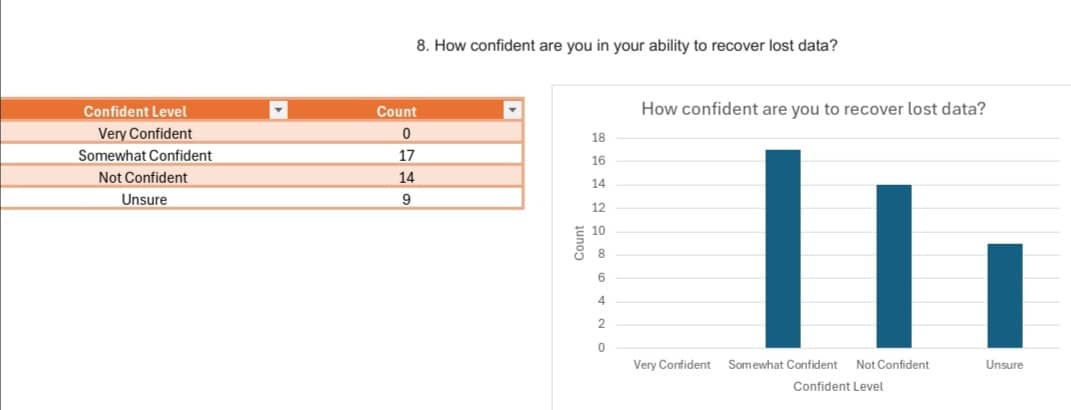 8. How confident are you in your ability to recover lost data?
Confident Level Count
Very Confident 0
Somewhat Confident 17
Not Confident 14
Unsure 9
How confident are you to recover lost data?
18
16
14
12
10
8
6
4
2
0
Count
Very Confident Somewhat Confident Not Confident Unsure
Confident Level